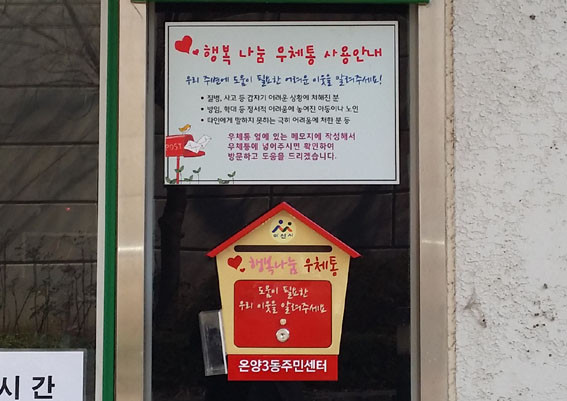 행복 나눔 우체통 사용안내
우리 주변에 도움이 필요한 어려운 이웃을 알려주세요!
• 질병, 사고 등 갑자기 어려운 상황에 처해진 분
• 방임, 학대 등 정서적 어려움에 놓여진 아동이나 노인
• 타인에게 말하지 못하는 극히 어려움에 처한 분 등
POST
우체통 옆에 있는 메모지에 작성해서
우체통에 넣어주시면 확인하여
방문하고 도움을 드리겠습니다.
아산시
행복나눔 우체통
도움이 필요한
우리 이웃을 알려주세요
온양3동주민센터
시 간